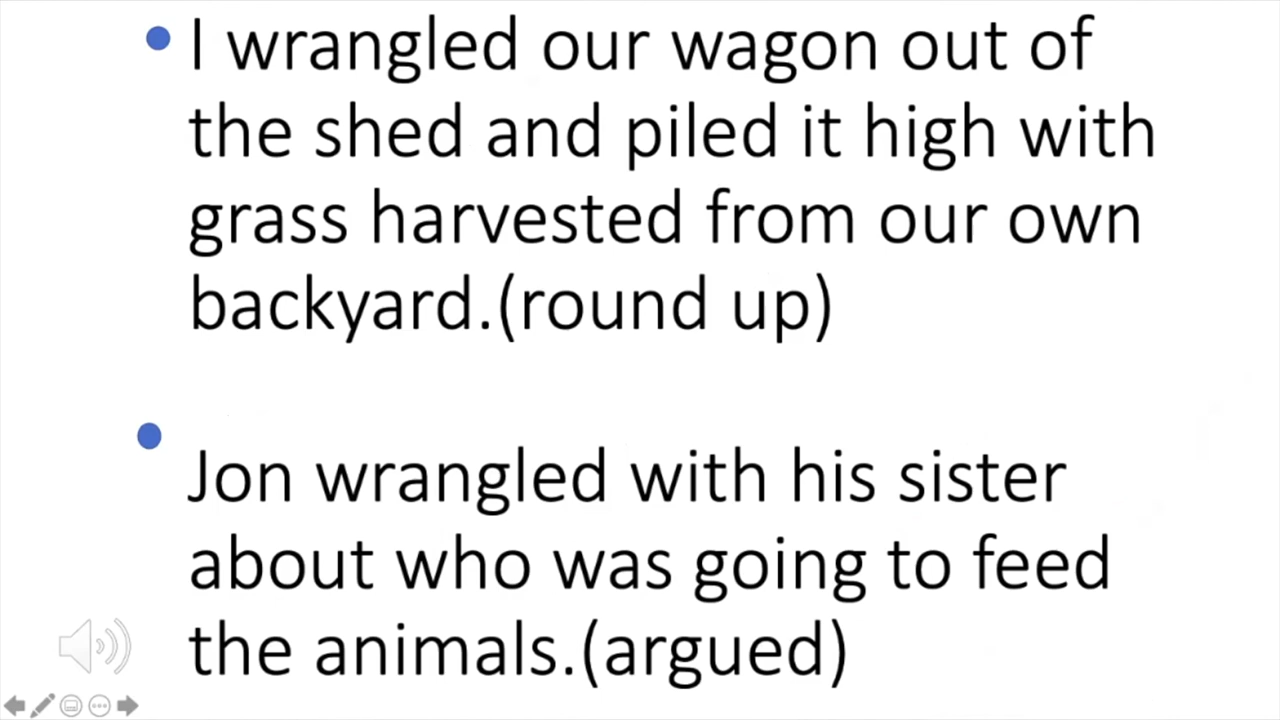 • I wrangled our wagon out of
the shed and piled it high with
grass harvested from our own
backyard.(round up)
• Jon wrangled with his sister
about who was going to feed
the animals.(argued)